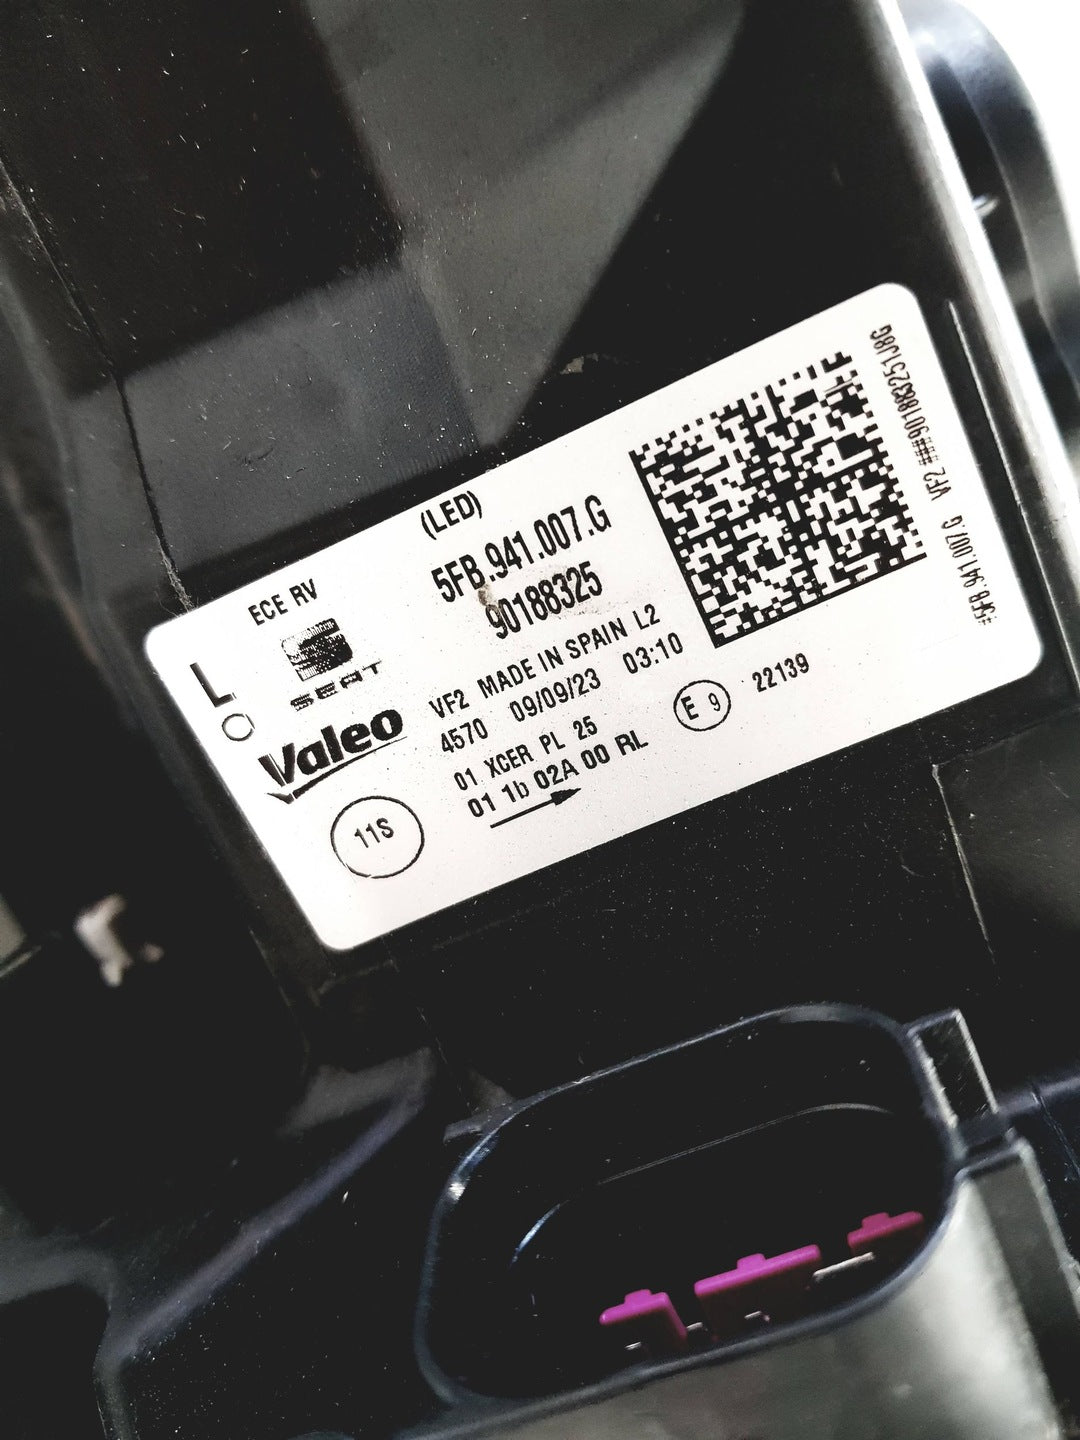 (LED)
ECE RV
5FB.941.007.G
90188325
L
SEAT
Valeo
VF2 MADE IN SPAIN L2
4570 09/09/23 03:10
01 XCER PL 25
01 1b 02A 00 RL
11S
E 9
22139
#5FB.941.007.G VF2 ###901883251J8G